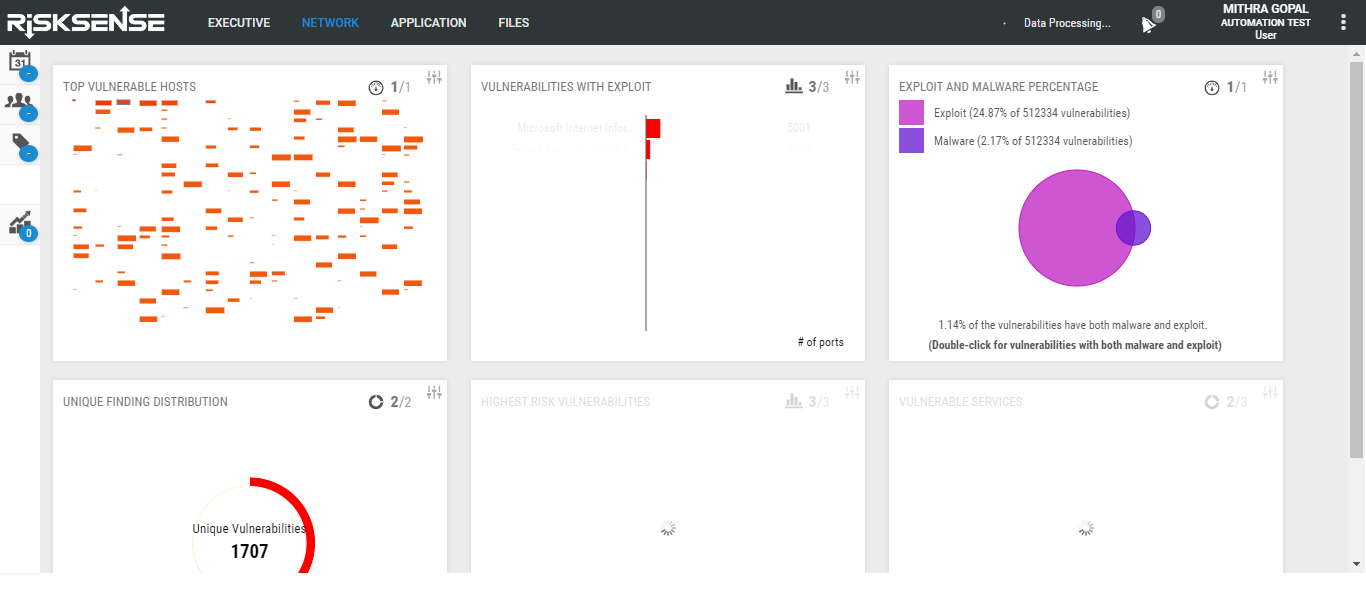 RiSKSENSE
EXECUTIVE
NETWORK
APPLICATION
FILES
Data Processing...
0
MITHRA GOPAL
AUTOMATION TEST
User
31
-
-
-
0
TOP VULNERABLE HOSTS
1/1
VULNERABILITIES WITH EXPLOIT
3/3
Microsoft Internet Infor...
5001
# of ports
EXPLOIT AND MALWARE PERCENTAGE
1/1
Exploit (24.87% of 512334 vulnerabilities)
Malware (2.17% of 512334 vulnerabilities)
1.14% of the vulnerabilities have both malware and exploit.
(Double-click for vulnerabilities with both malware and exploit)
UNIQUE FINDING DISTRIBUTION
2/2
Unique Vulnerabilities
1707
HIGHEST RISK VULNERABILITIES
3/3
VULNERABLE SERVICES
2/3